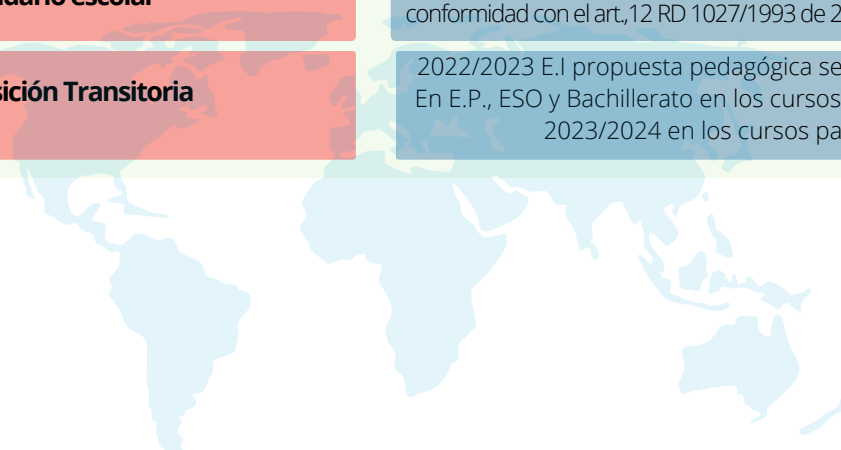 conformidad con el art.,12 RD 1027/1993 de 2
sición Transitoria
2022/2023 E.I propuesta pedagógica se
En E.P., ESO y Bachillerato en los cursos
2023/2024 en los cursos pa